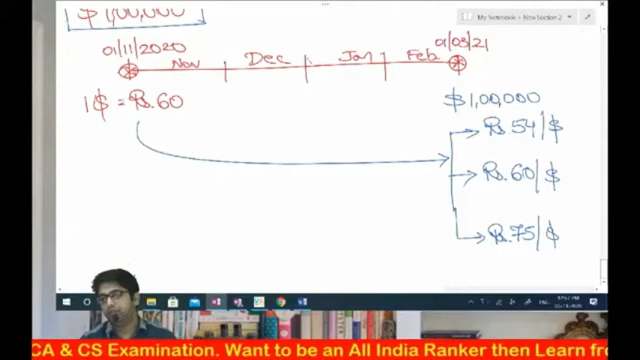 $ 1,00,000
My Notebook • New Section 2
01/11/2020
01/03/21
Nov Dec Jan Feb
1$ = Rs.60
$1,00,000
Rs.54/$
Rs.60/$
Rs.75/$
CA & CS Examination. Want to be an All India Ranker then Learn fro